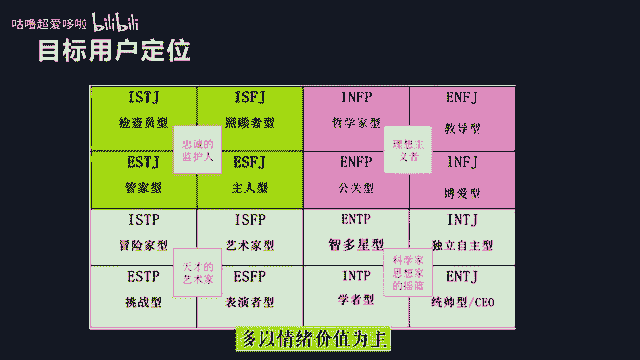 咕噜超爱哆啦 bilibili
目标用户定位
ISTJ ISFJ INFP ENFJ
检查员型 照顾者型 哲学家型 教导型
忠诚的
监护人
理想主
义者
ESTJ ESFJ ENFP INFJ
管家型 主人型 公关型 博爱型
ISTP ISFP ENTP INTJ
冒险家型 艺术家型 智多星型 独立自主型
天才的
艺术家
科学家
思想家
的摇篮
ESTP ESFP INTP ENTJ
挑战型 表演者型 学者型 统帅型/CEO
多以情绪价值为主